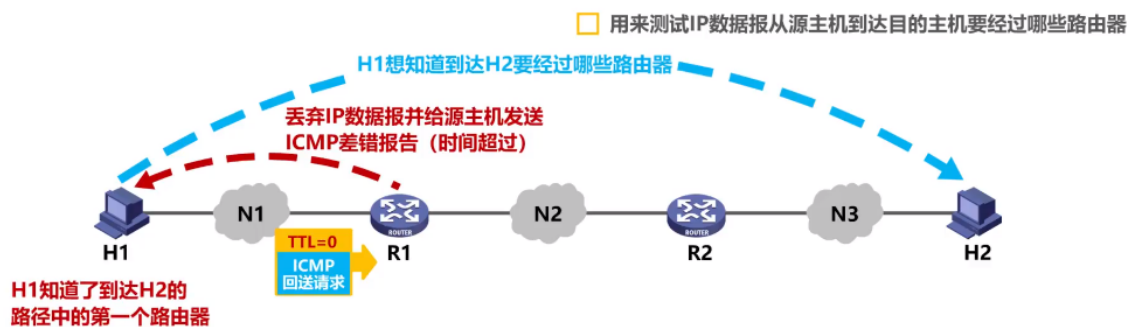 用来测试IP数据报从源主机到达目的主机要经过哪些路由器
H1想知道到达H2要经过哪些路由器
丢弃IP数据报并给源主机发送
ICMP差错报告（时间超过）
N1
N2
N3
ROUTER
ROUTER
H1
R1
R2
H2
TTL=0
ICMP
回送请求
H1知道了到达H2的
路径中的第一个路由器